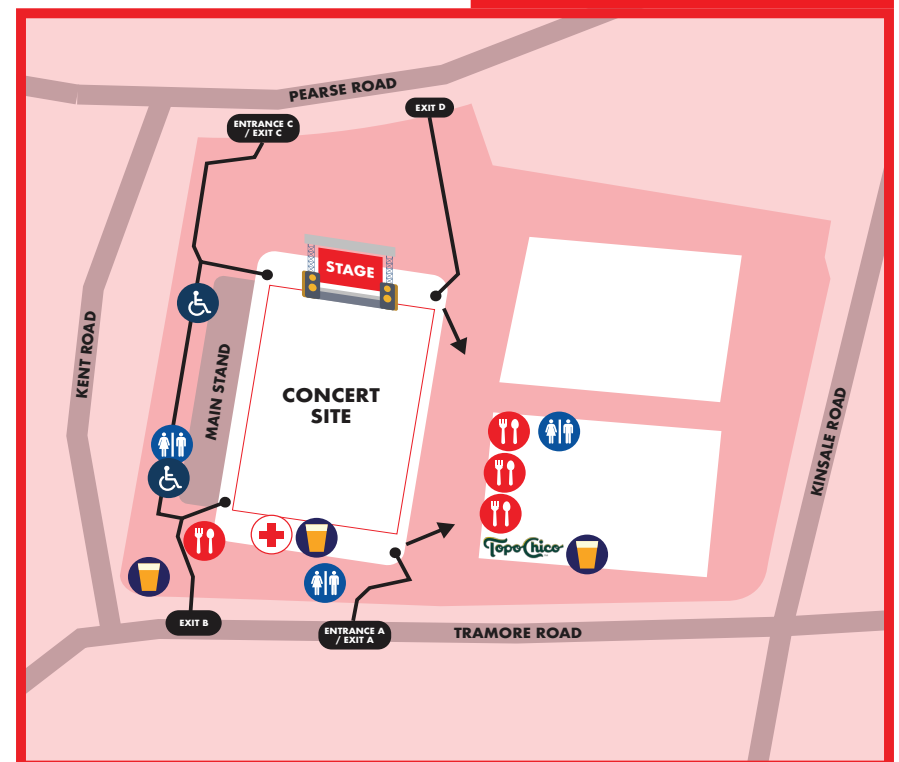 PEARSE ROAD
EXIT D
ENTRANCE C
/ EXIT C
STAGE
KENT ROAD
MAIN STAND
CONCERT
SITE
KINSALE ROAD
Topo Chico
EXIT B
ENTRANCE A
/ EXIT A
TRAMORE ROAD